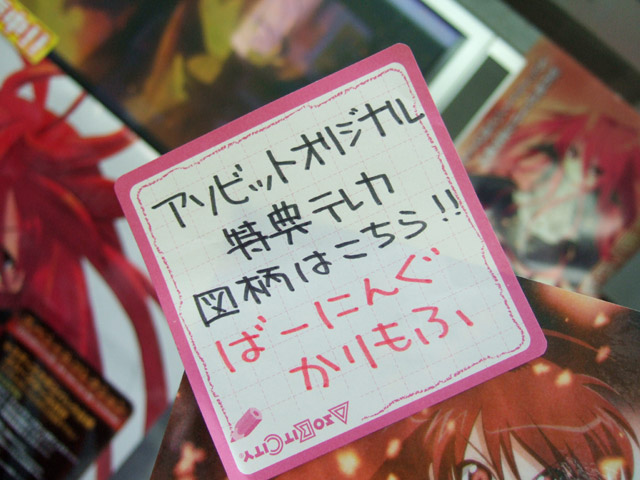 アソビットオリジナル
特典テレカ
図柄はこちら!!
ばーにんぐ
かりもふ
ASOBITCITY